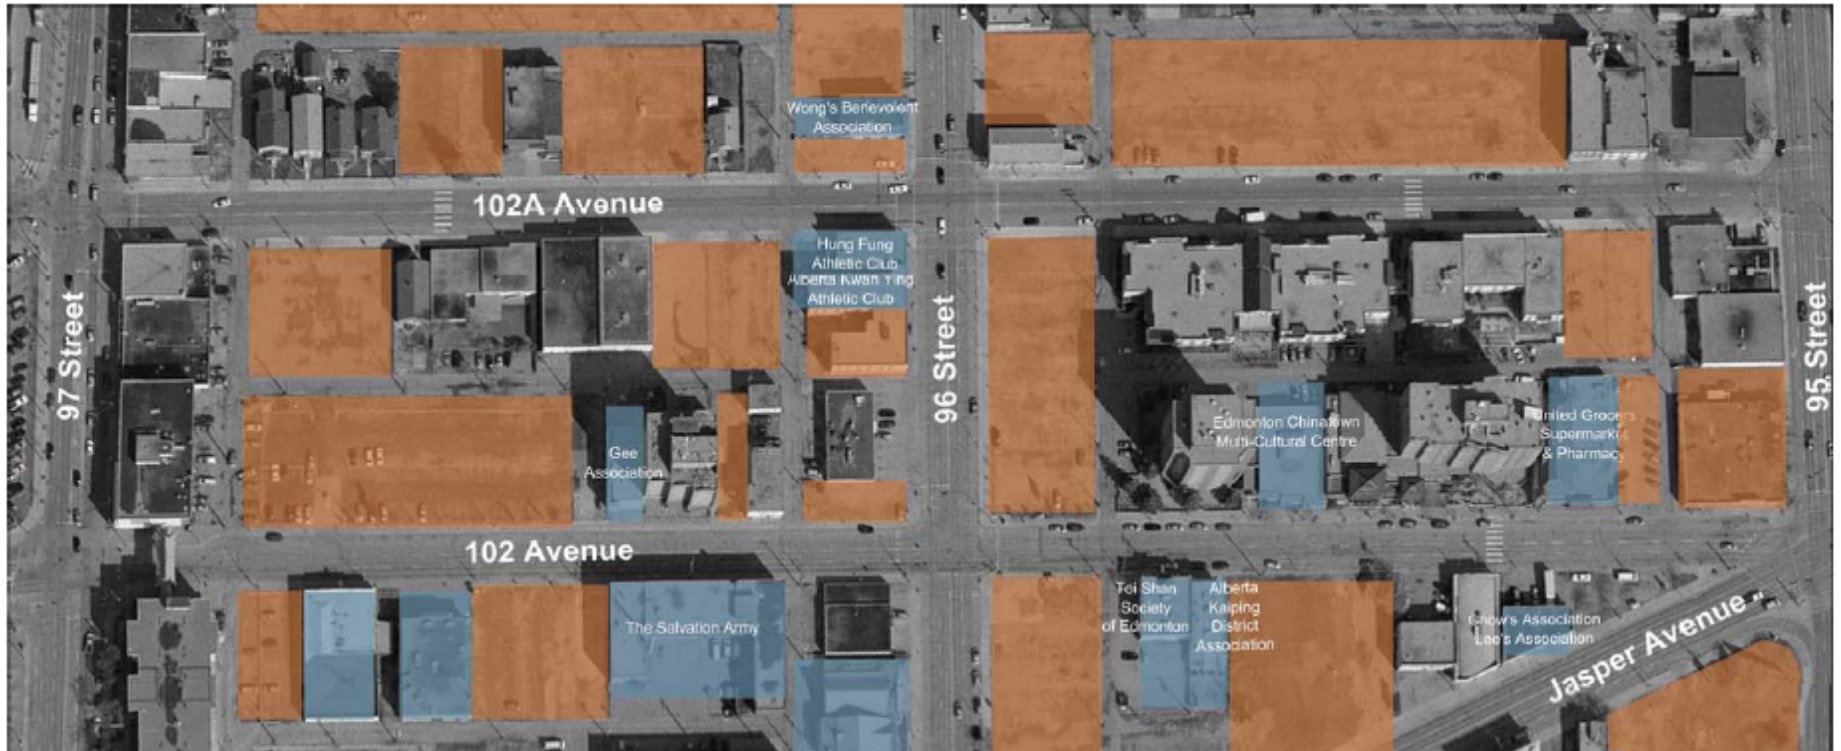 Wong's Benevolent
Association
102A Avenue
Hung Fung
Athletic Club
Alberta Kwan Ying
Athletic Club
97 Street
96 Street
95 Street
Gee
Association
Edmonton Chinatown
Multi-Cultural Centre
United Grocers
Supermarket
& Pharmacy
102 Avenue
The Salvation Army
Tei Shan
Society
of Edmonton
Alberta
Kaiping
District
Association
Chow's Association
Lee's Association
Jasper Avenue